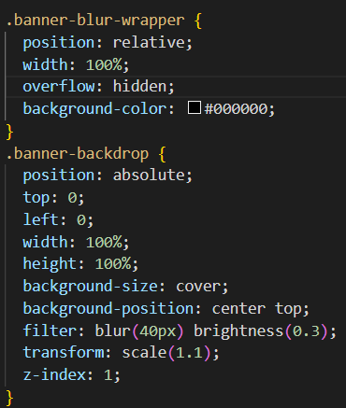 .banner-blur-wrapper {
  position: relative;
  width: 100%;
  overflow: hidden;
  background-color: #000000;
}
.banner-backdrop {
  position: absolute;
  top: 0;
  left: 0;
  width: 100%;
  height: 100%;
  background-size: cover;
  background-position: center top;
  filter: blur(40px) brightness(0.3);
  transform: scale(1.1);
  z-index: 1;
}